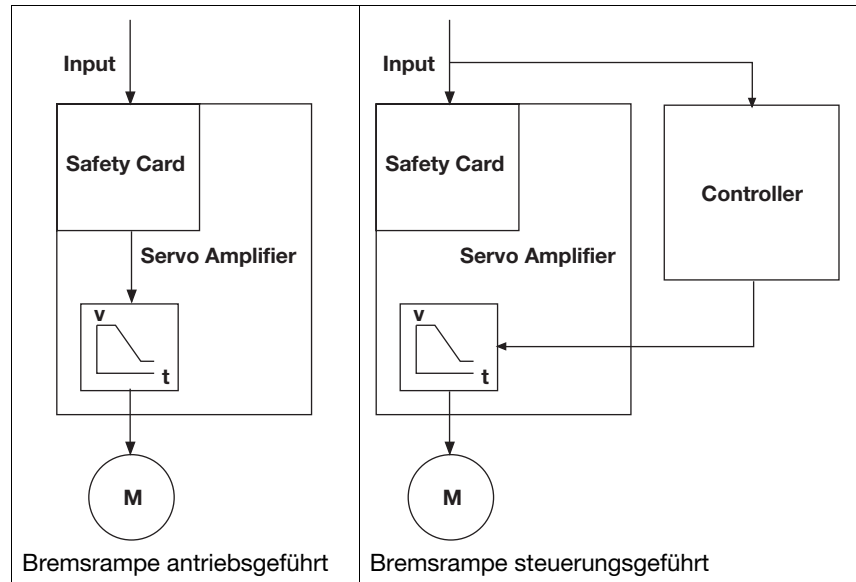 Input
Safety Card
Servo Amplifier
v
t
M
Bremsrampe antriebsgeführt
Input
Safety Card
Controller
Servo Amplifier
v
t
M
Bremsrampe steuerungsgeführt